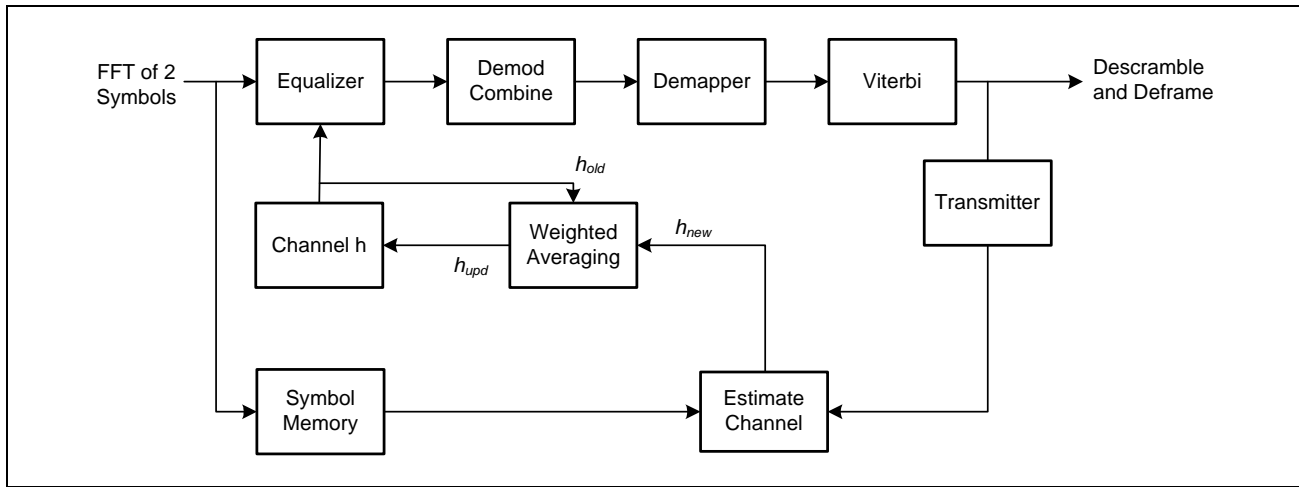 FFT of 2
Symbols
Equalizer
Demod
Combine
Demapper
Viterbi
Descramble
and Deframe
h_old
Transmitter
Channel h
h_upd
Weighted
Averaging
h_new
Symbol
Memory
Estimate
Channel